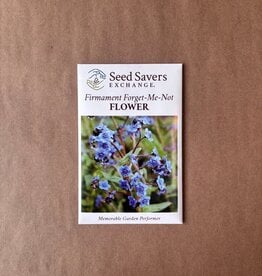 Seed Savers
EXCHANGE®
Firmament Forget-Me-Not
FLOWER
Memorable Garden Performer